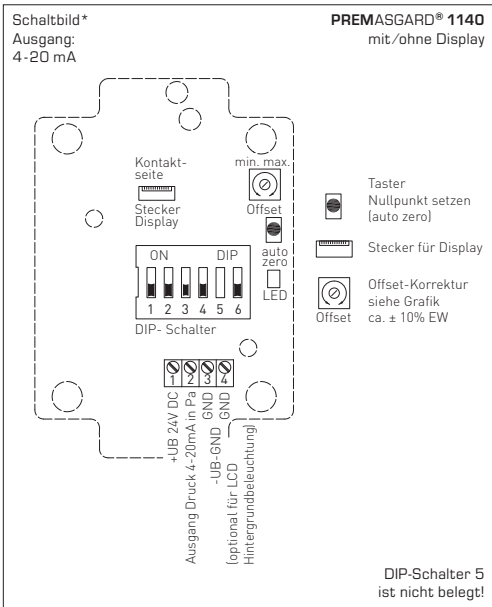 Schaltbild*
Ausgang:
4-20 mA
PREMASGARD® 1140
mit/ohne Display
Kontakt-
seite
Stecker
Display
min. max.
Offset
auto
zero
LED
ON DIP
1 2 3 4 5 6
DIP- Schalter
1 2 3 4
+UB 24V DC
Ausgang Druck 4-20mA in Pa
GND
-UB-GND GND
(optional für LCD
Hintergrundbeleuchtung)
Taster
Nullpunkt setzen
(auto zero)
Stecker für Display
Offset
Offset-Korrektur
siehe Grafik
ca. ± 10% EW
DIP-Schalter 5
ist nicht belegt!